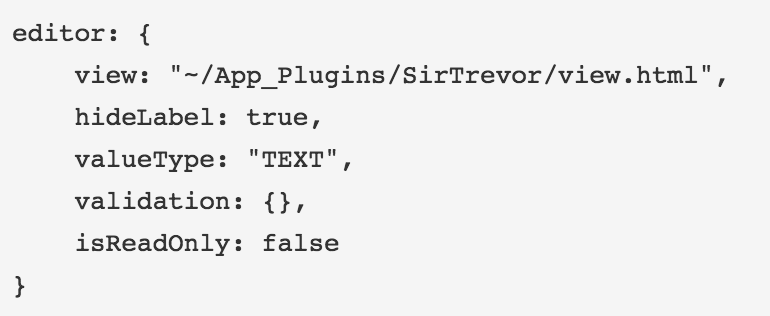 editor: {
    view: "~/App_Plugins/SirTrevor/view.html",
    hideLabel: true,
    valueType: "TEXT",
    validation: {},
    isReadOnly: false
}